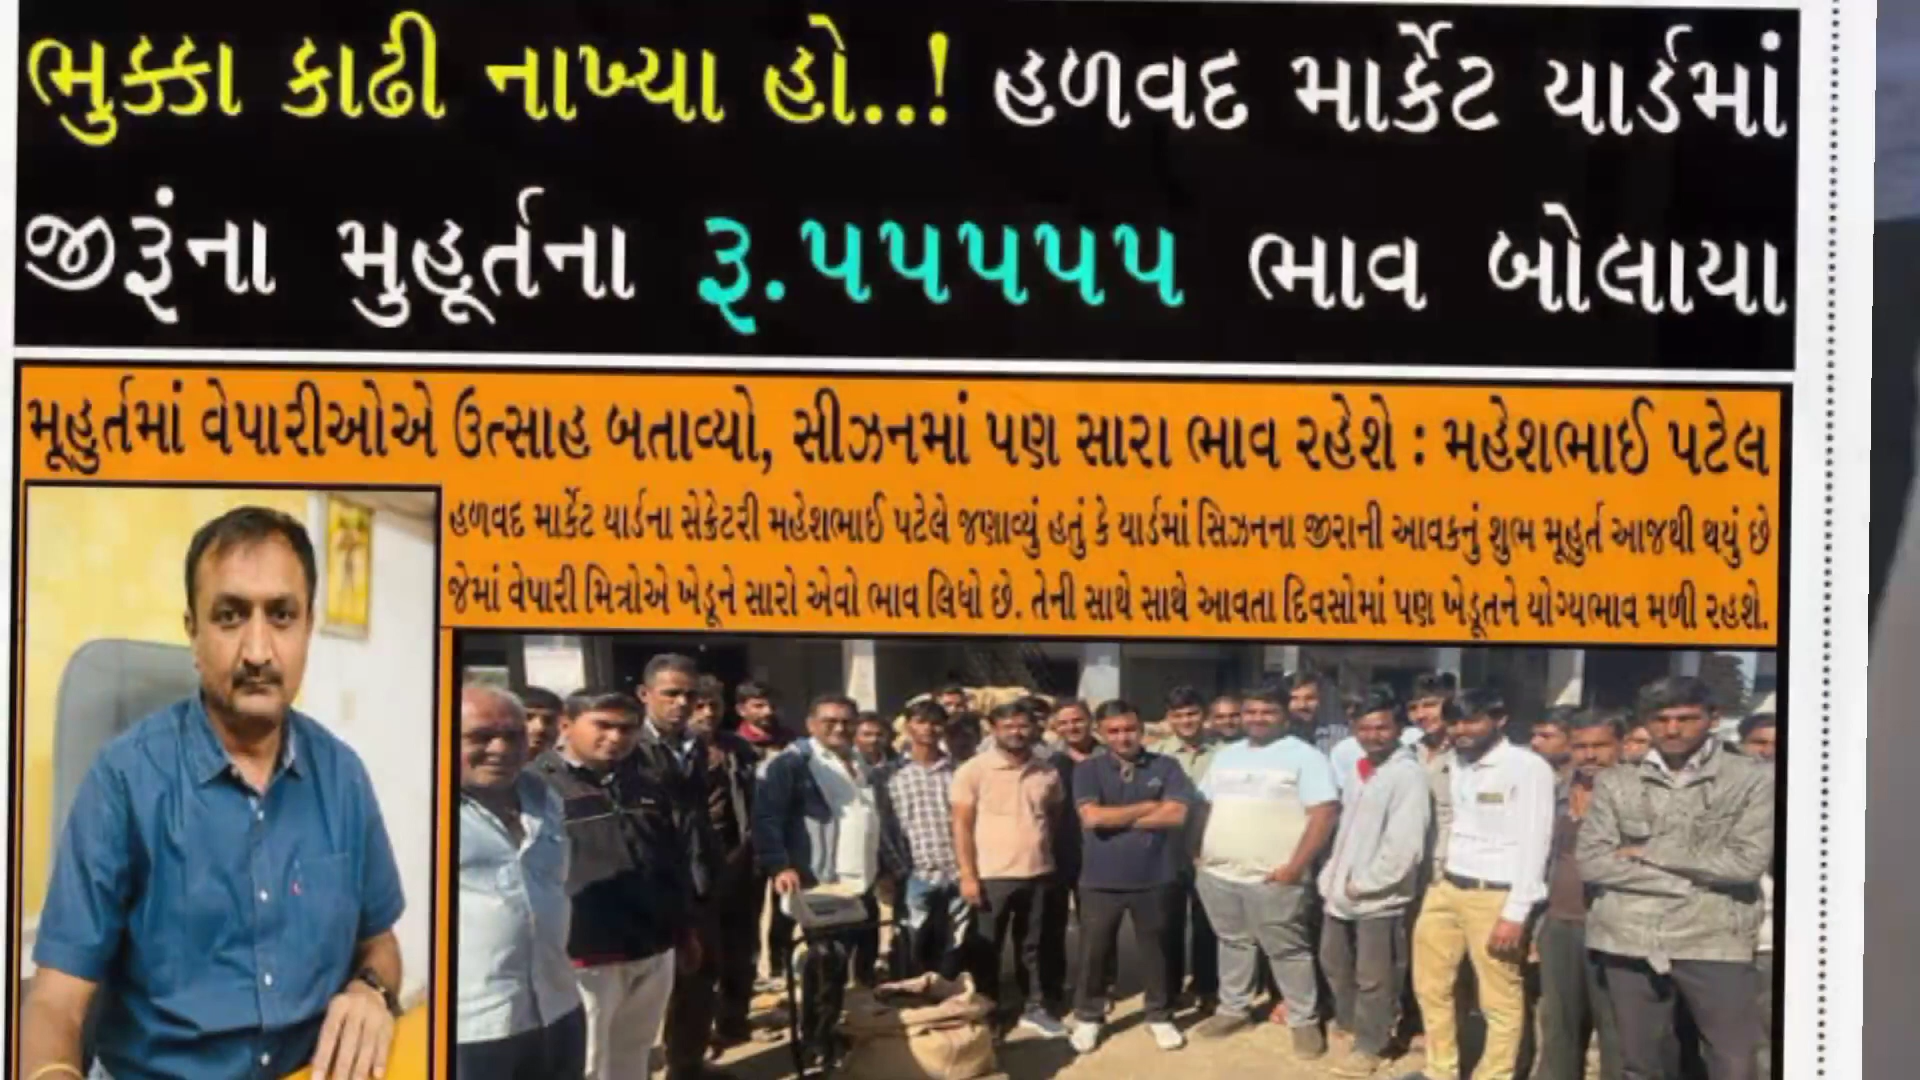 ભુક્કા કાઢી નાખ્યા હો..! હળવદ માર્કેટ યાર્ડમાં
જીરૂંના મુહૂર્તના રૂ.૫૫૫૫૫ ભાવ બોલાયા
મૂહુર્તમાં વેપારીઓએ ઉત્સાહ બતાવ્યો, સીઝનમાં પણ સારા ભાવ રહેશે : મહેશભાઈ પટેલ
હળવદ માર્કેટ યાર્ડના સેક્રેટરી મહેશભાઈ પટેલે જણાવ્યું હતું કે યાર્ડમાં સિઝનના જીરાની આવકનું શુભ મૂહુર્ત આજથી થયું છે
જેમાં વેપારી મિત્રોએ ખેડૂને સારો એવો ભાવ લિધો છે. તેની સાથે સાથે આવતા દિવસોમાં પણ ખેડૂતને યોગ્યભાવ મળી રહશે.